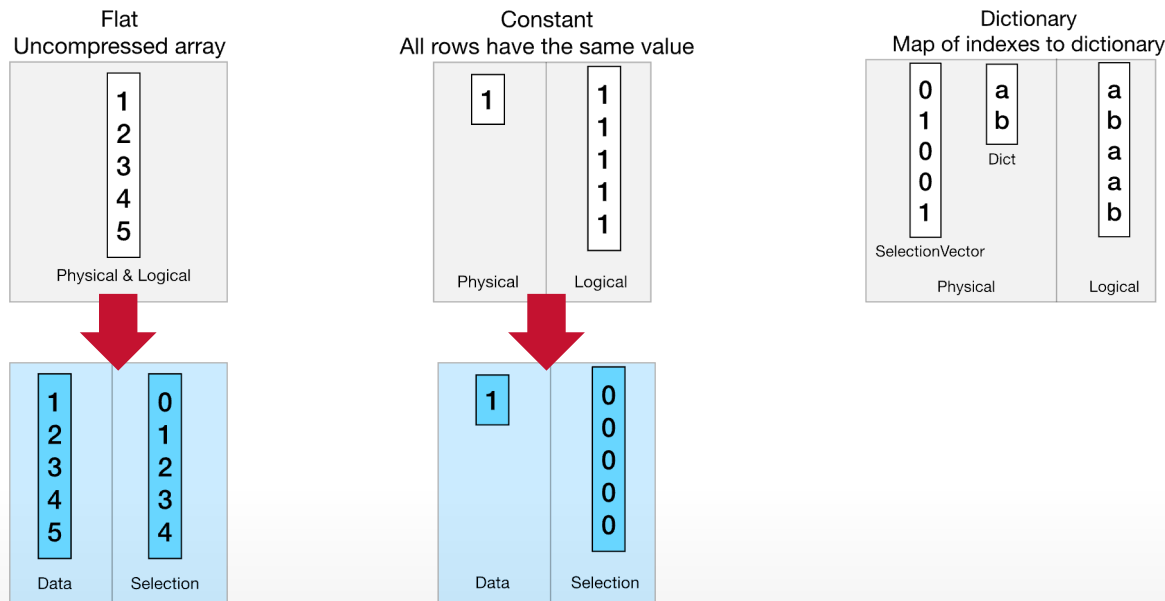 Flat
Uncompressed array
1
2
3
4
5
Physical & Logical
1
2
3
4
5
Data
0
1
2
3
4
Selection
Constant
All rows have the same value
1
Physical
1
1
1
1
1
Logical
1
Data
0
0
0
0
0
Selection
Dictionary
Map of indexes to dictionary
0
1
0
0
1
SelectionVector
a
b
Dict
Physical
a
b
a
a
b
Logical